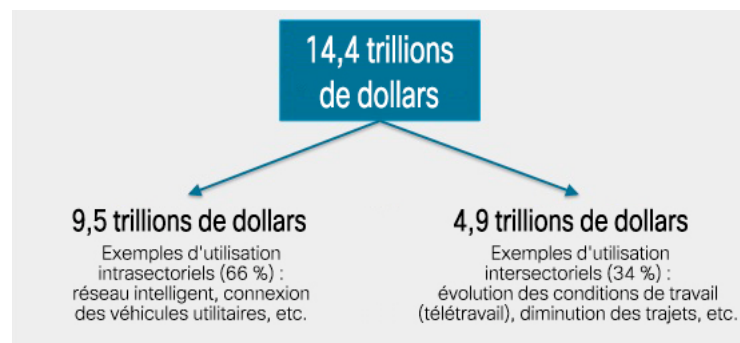 14,4 trillions
de dollars
9,5 trillions de dollars
Exemples d'utilisation
intrasectoriels (66 %) :
réseau intelligent, connexion
des véhicules utilitaires, etc.
4,9 trillions de dollars
Exemples d'utilisation
intersectoriels (34 %) :
évolution des conditions de travail
(télétravail), diminution des trajets, etc.